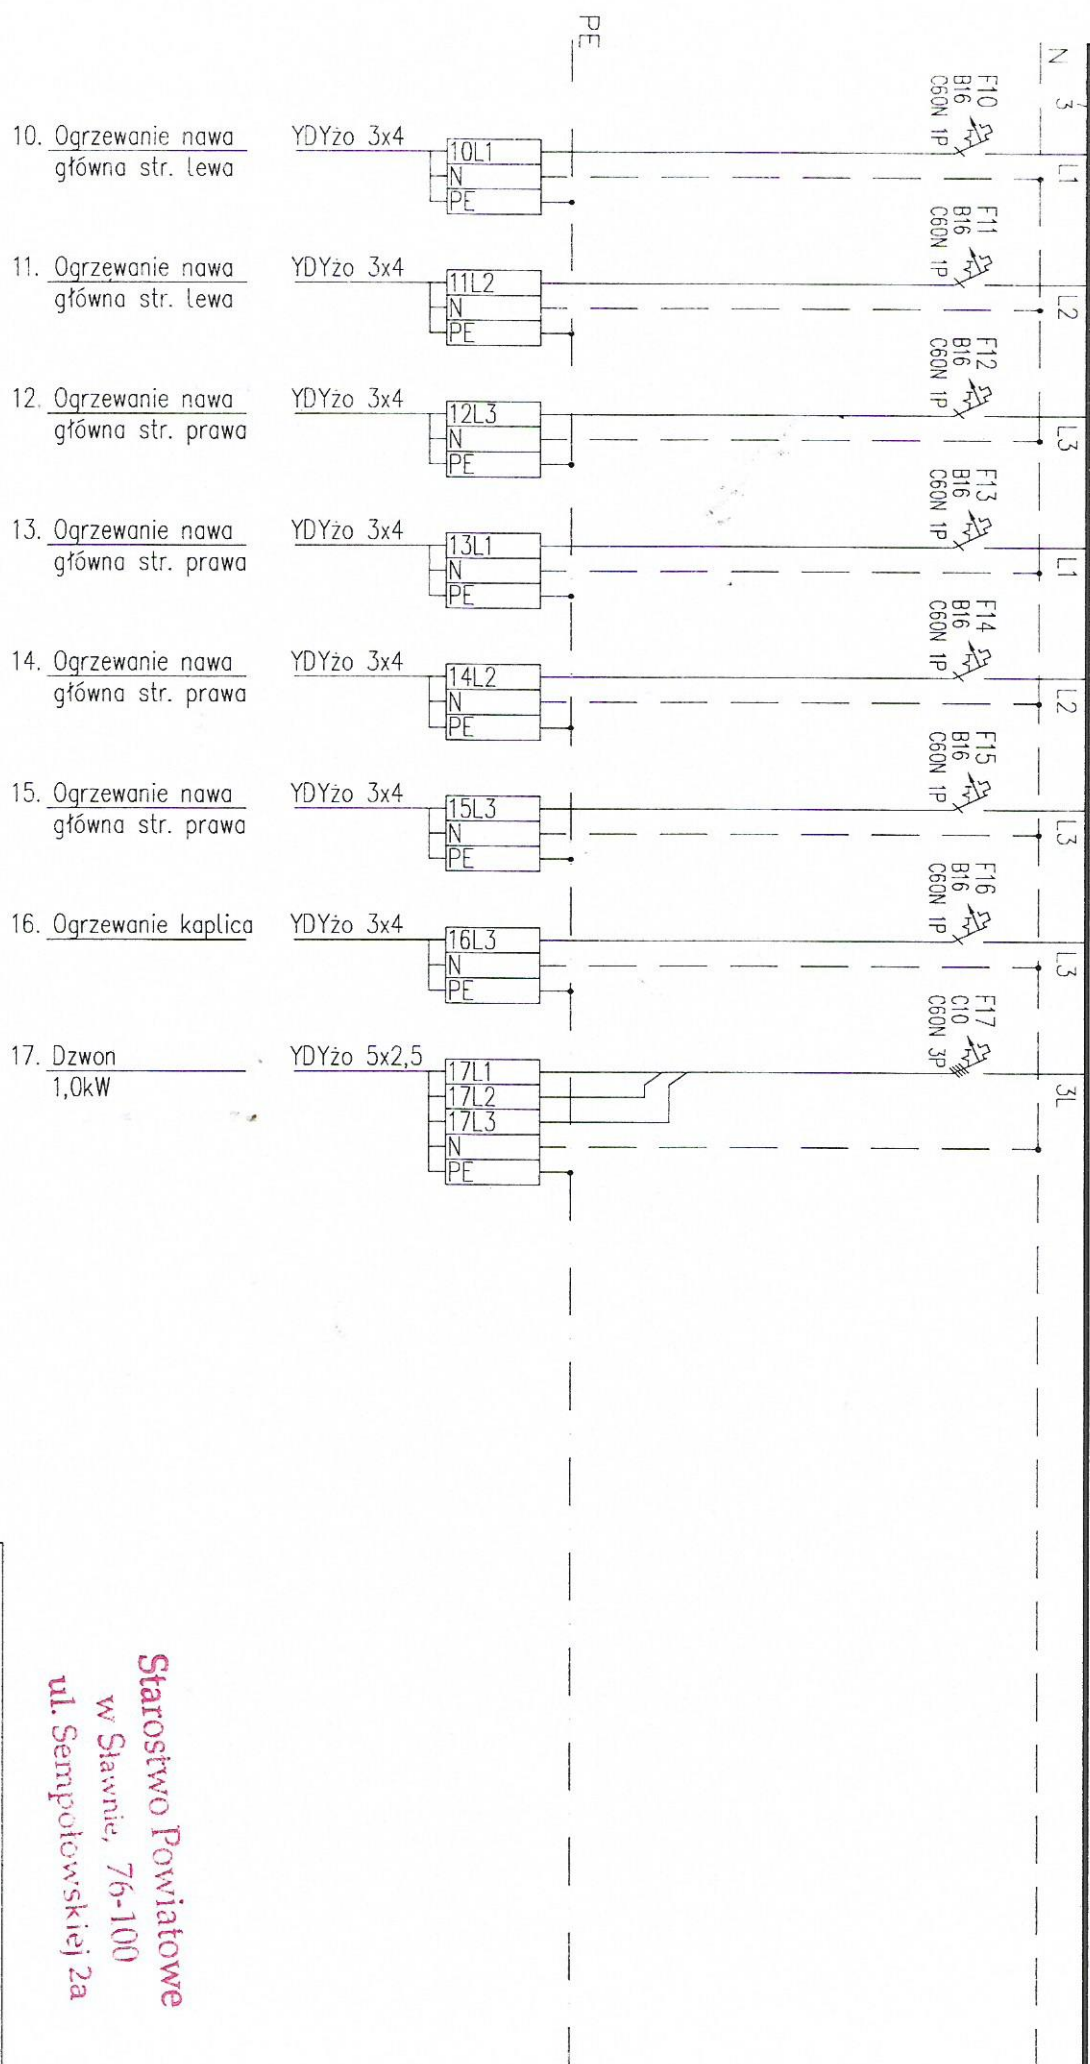 PE
N
3
F10
B16
C60N 1P
L1
10. Ogrzewanie nawa
główna str. lewa
YDYżo 3x4
10L1
N
PE
F11
B16
C60N 1P
L2
11. Ogrzewanie nawa
główna str. lewa
YDYżo 3x4
11L2
N
PE
F12
B16
C60N 1P
L3
12. Ogrzewanie nawa
główna str. prawa
YDYżo 3x4
12L3
N
PE
F13
B16
C60N 1P
L1
13. Ogrzewanie nawa
główna str. prawa
YDYżo 3x4
13L1
N
PE
F14
B16
C60N 1P
L2
14. Ogrzewanie nawa
główna str. prawa
YDYżo 3x4
14L2
N
PE
F15
B16
C60N 1P
L3
15. Ogrzewanie nawa
główna str. prawa
YDYżo 3x4
15L3
N
PE
F16
B16
C60N 1P
L3
16. Ogrzewanie kaplica
YDYżo 3x4
16L3
N
PE
F17
C10
C60N 3P
3L
17. Dzwon
1,0kW
YDYżo 5x2,5
17L1
17L2
17L3
N
PE
Starostwo Powiatowe
w Sławnie, 76-100
ul. Sempołowskiej 2a